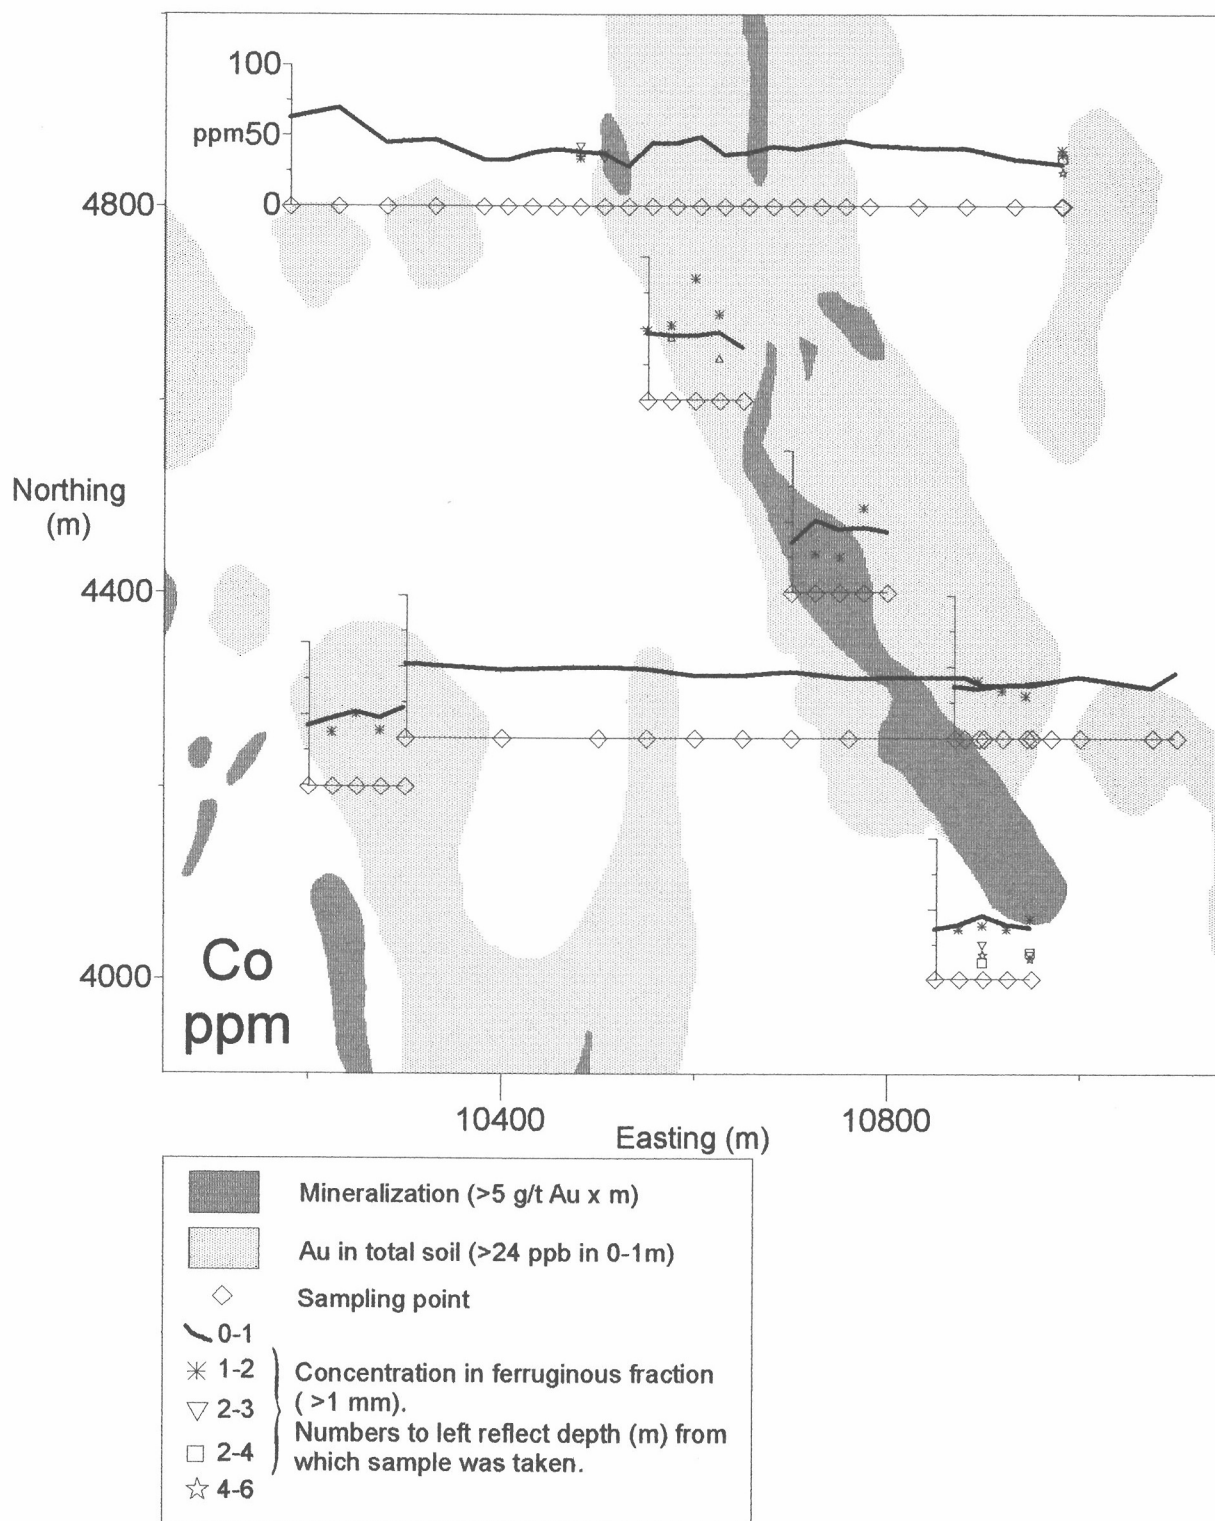 100
ppm 50
0
4800
Northing
(m)
4400
4000
Co
ppm
10400
10800
Easting (m)
Mineralization (>5 g/t Au x m)
Au in total soil (>24 ppb in 0-1m)
Sampling point
0-1
1-2
2-3
2-4
4-6
Concentration in ferruginous fraction
( >1 mm).
Numbers to left reflect depth (m) from
which sample was taken.